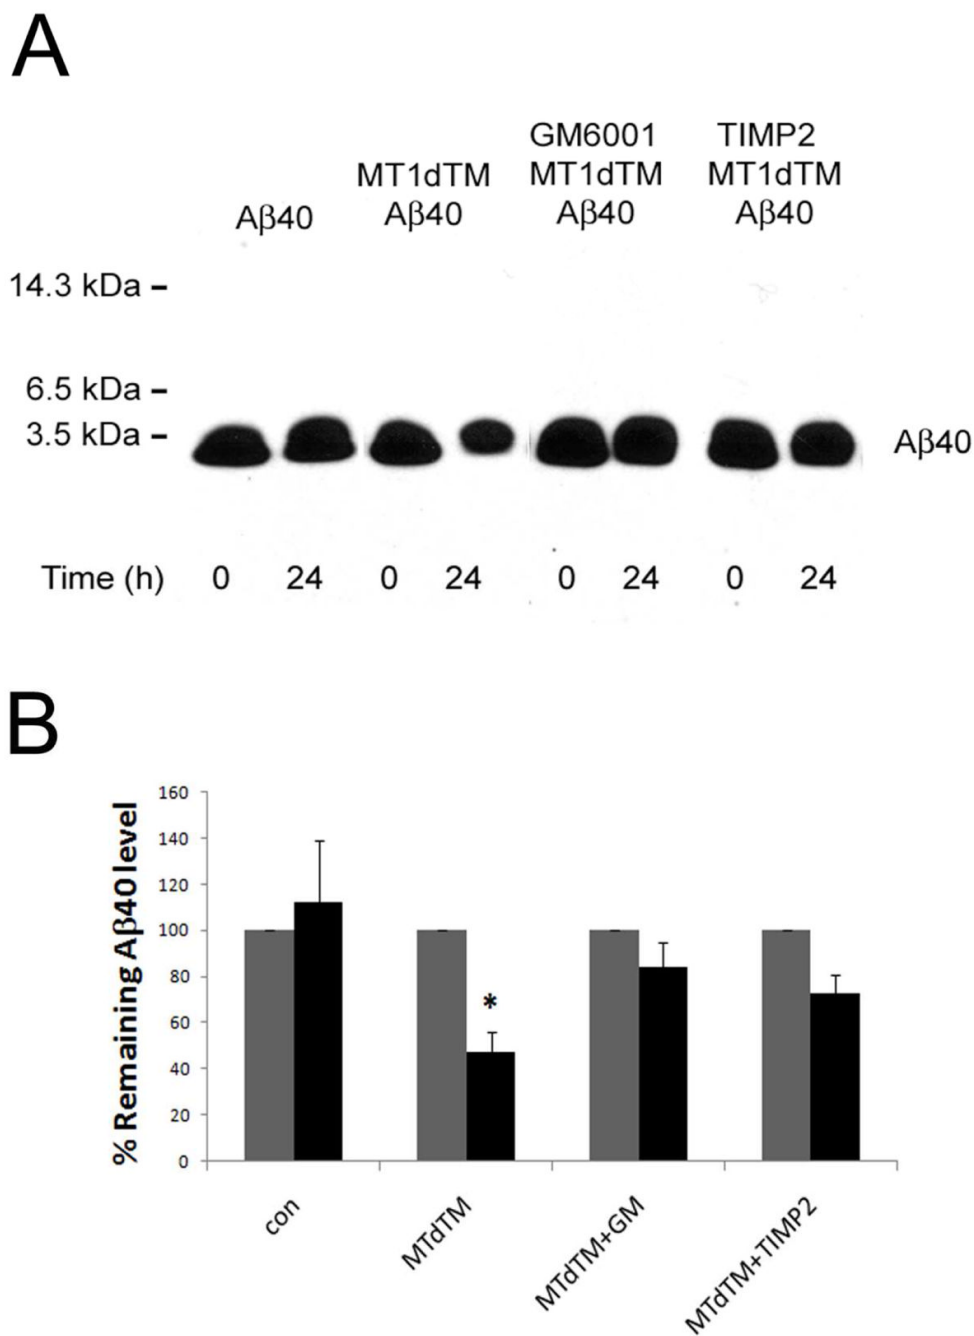 A
GM6001 TIMP2
MT1dTM MT1dTM MT1dTM
Aβ40 Aβ40 Aβ40 Aβ40
14.3 kDa –
6.5 kDa –
3.5 kDa –
Aβ40
Time (h) 0 24 0 24 0 24 0 24
B
% Remaining Aβ40 level
160
140
120
100
80
60
40
20
0
*
con MTdTM MTdTM+GM MTdTM+TIMP2